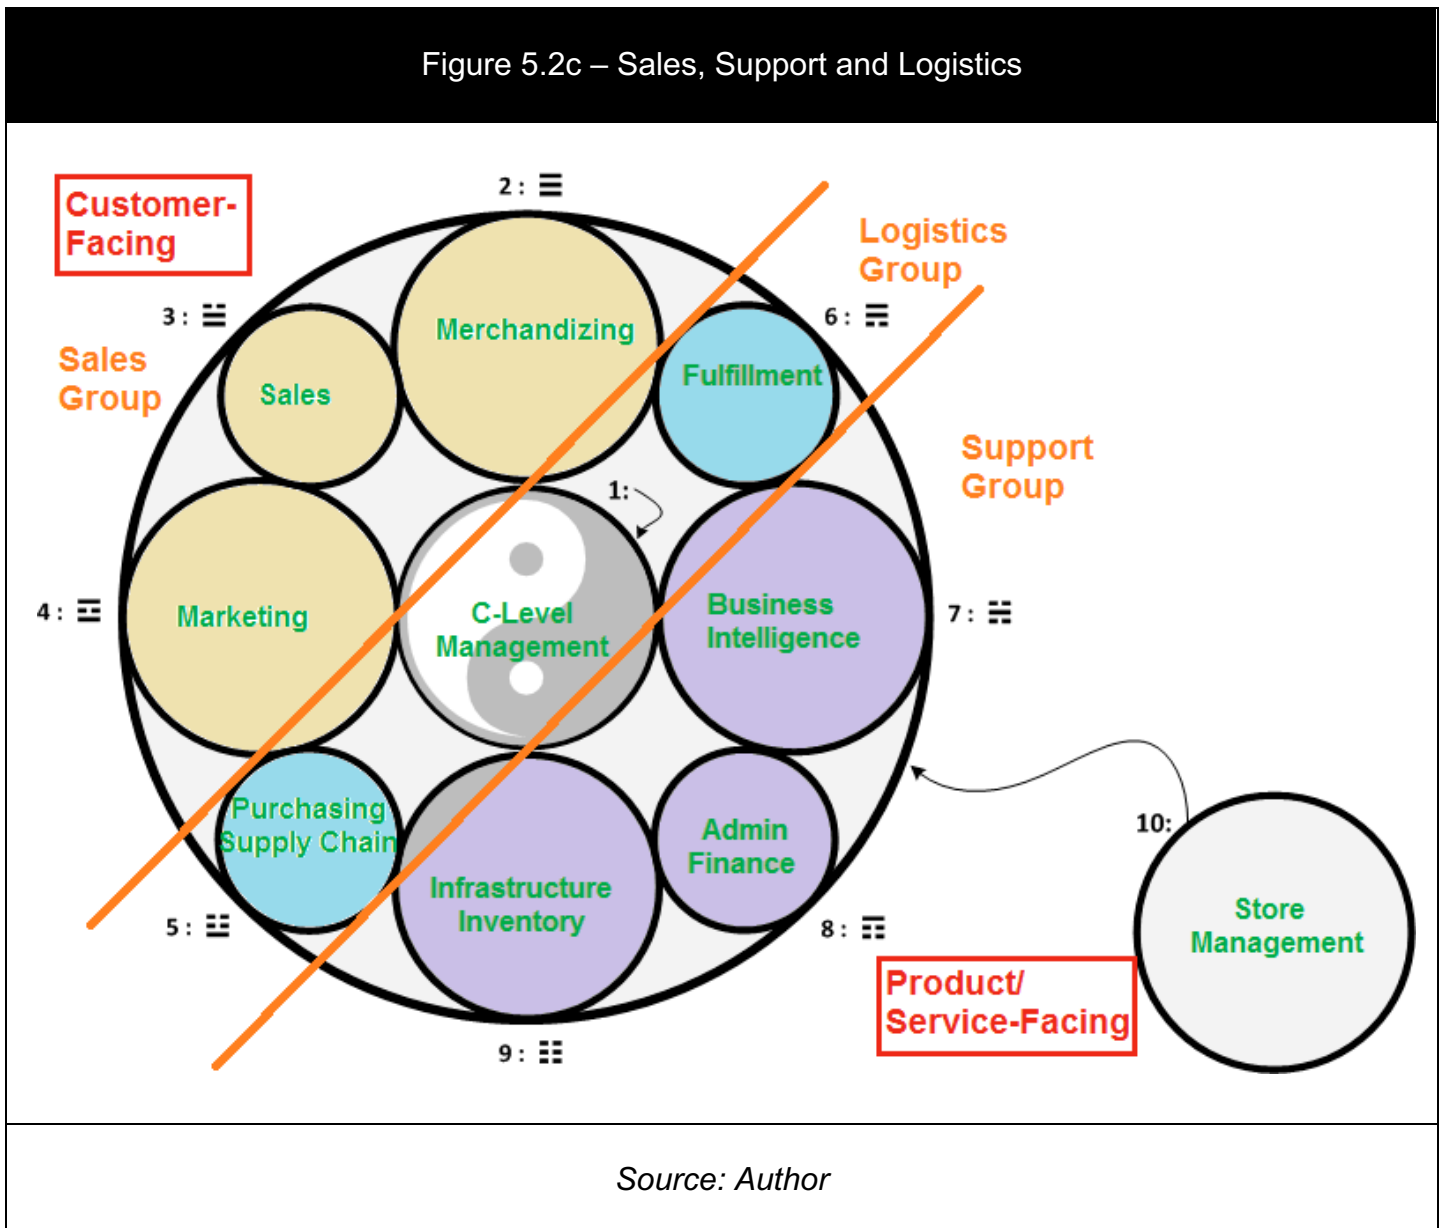 Figure 5.2c – Sales, Support and Logistics
Customer-
Facing
2 : ☰
Logistics
Group
3 : ☱
6 : ☴
Merchandizing
Sales
Group
Sales
Fulfillment
Support
Group
1:
4 : ☲
Marketing
C-Level
Management
Business
Intelligence
7 : ☵
Purchasing
Supply Chain
Admin
Finance
10:
Infrastructure
Inventory
Store
Management
5 : ☳
8 : ☶
Product/
Service-Facing
9 : ☷
Source: Author